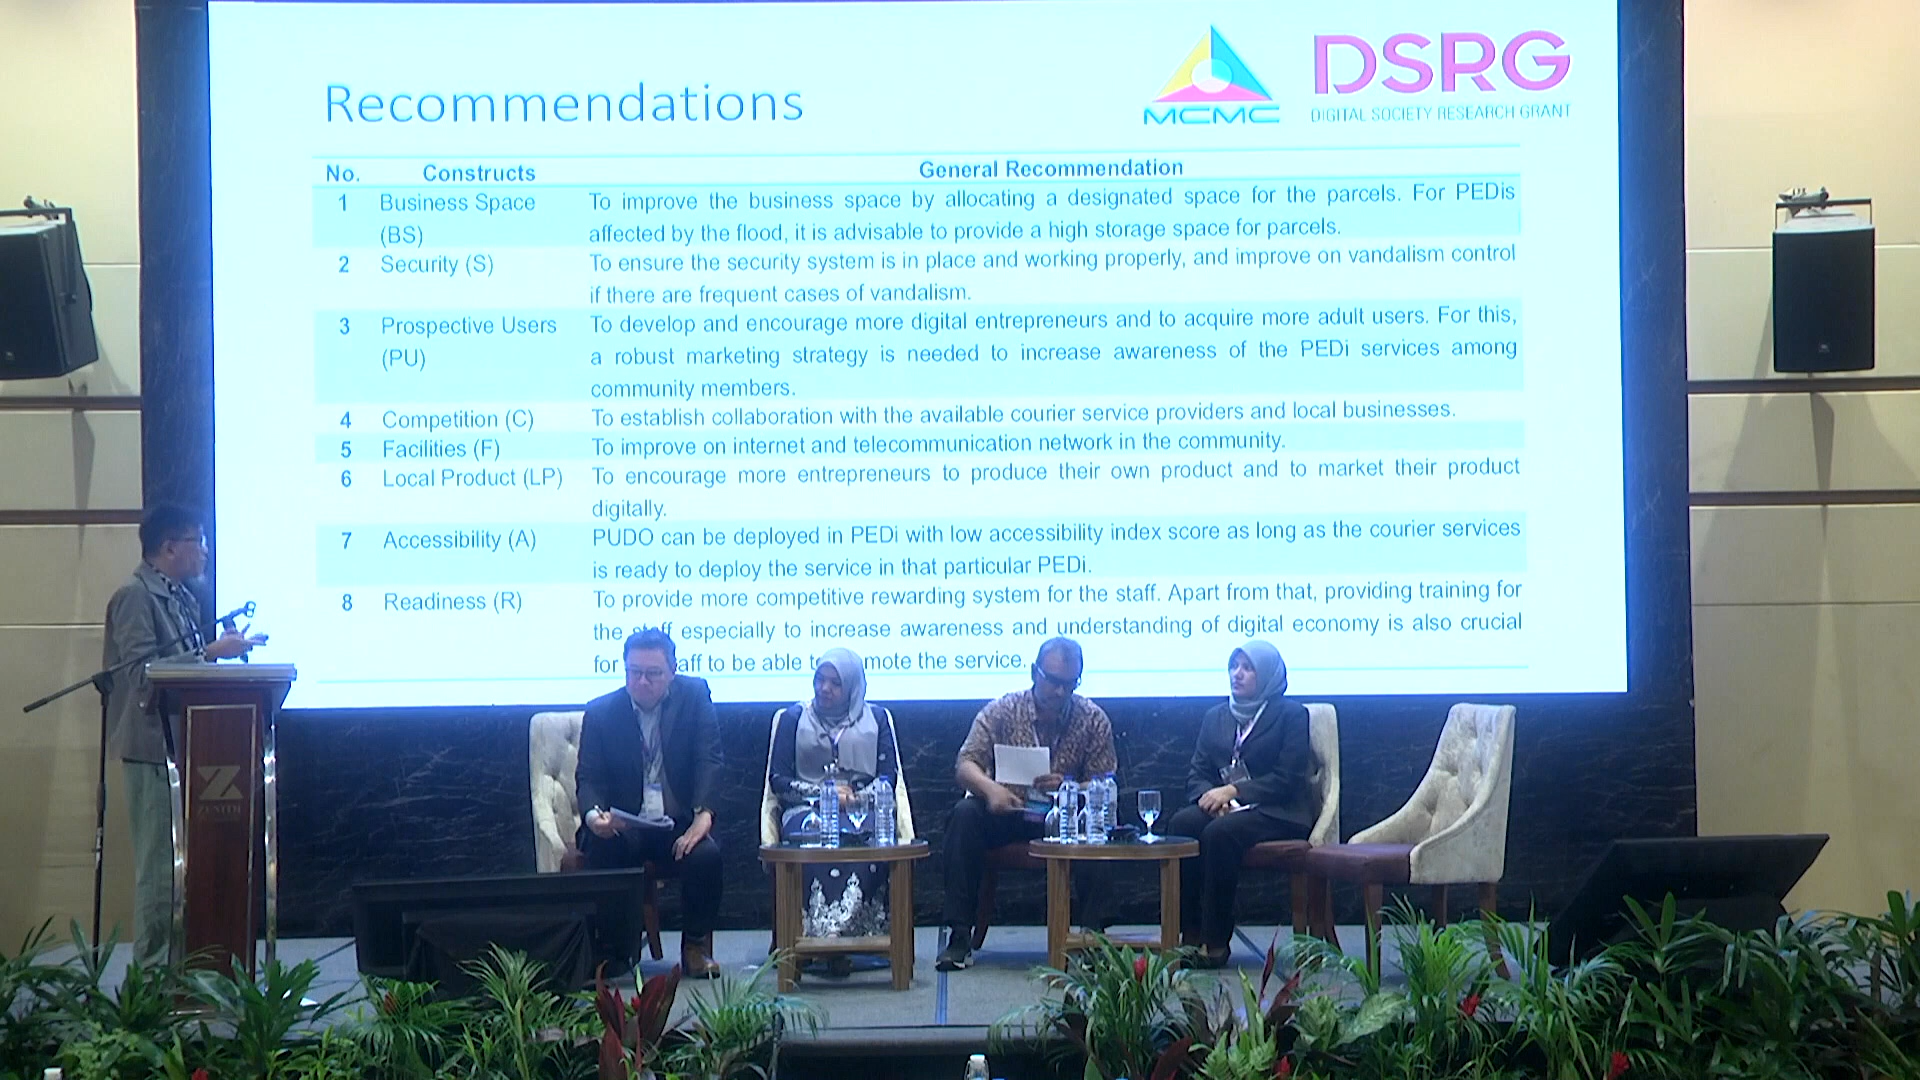 Recommendations
MCMC
DSRG
DIGITAL SOCIETY RESEARCH GRANT
No. Constructs General Recommendation
1 Business Space To improve the business space by allocating a designated space for the parcels. For PEDis
(BS) affected by the flood, it is advisable to provide a high storage space for parcels.
2 Security (S) To ensure the security system is in place and working properly, and improve on vandalism control
if there are frequent cases of vandalism.
3 Prospective Users To develop and encourage more digital entrepreneurs and to acquire more adult users. For this,
(PU) a robust marketing strategy is needed to increase awareness of the PEDi services among
community members.
4 Competition (C) To establish collaboration with the available courier service providers and local businesses.
5 Facilities (F) To improve on internet and telecommunication network in the community.
6 Local Product (LP) To encourage more entrepreneurs to produce their own product and to market their product
digitally.
7 Accessibility (A) PUDO can be deployed in PEDi with low accessibility index score as long as the courier services
is ready to deploy the service in that particular PEDi.
8 Readiness (R) To provide more competitive rewarding system for the staff. Apart from that, providing training for
the staff especially to increase awareness and understanding of digital economy is also crucial
for aff to be able t mote the service.
ZENITH